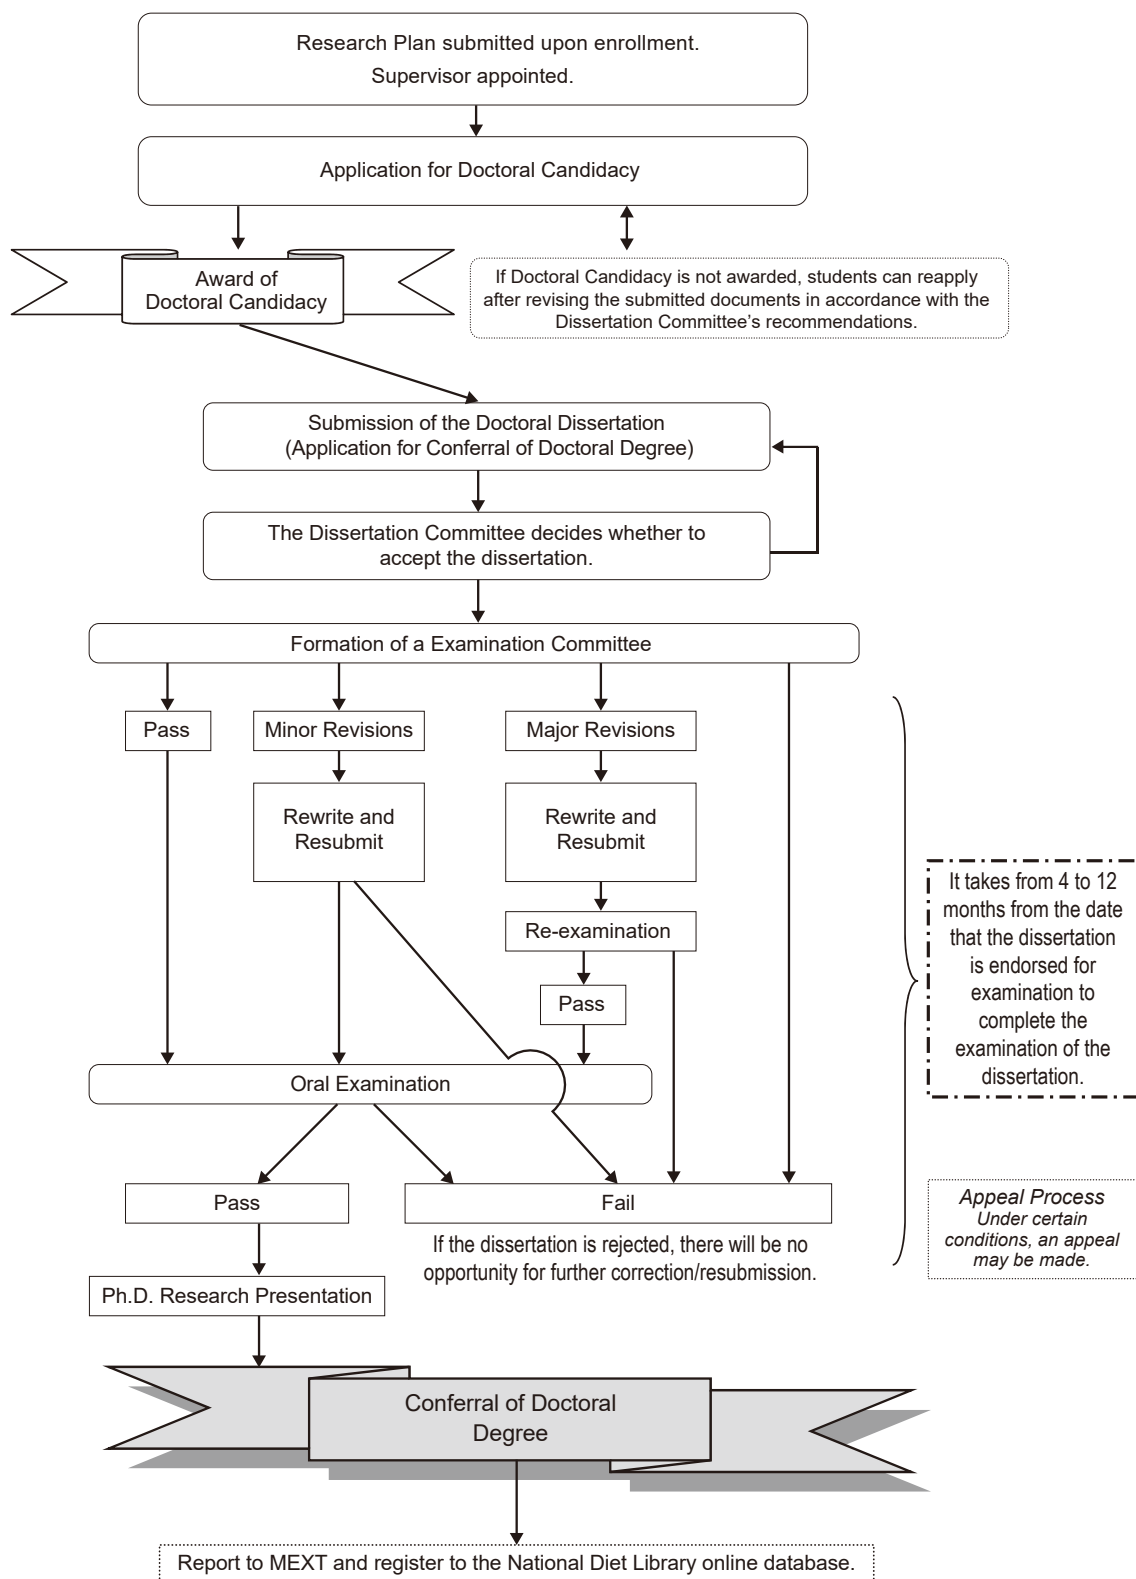 Research Plan submitted upon enrollment.
Supervisor appointed.
Application for Doctoral Candidacy
Award of
Doctoral Candidacy
If Doctoral Candidacy is not awarded, students can reapply
after revising the submitted documents in accordance with the
Dissertation Committee’s recommendations.
Submission of the Doctoral Dissertation
(Application for Conferral of Doctoral Degree)
The Dissertation Committee decides whether to
accept the dissertation.
Formation of a Examination Committee
Pass
Minor Revisions
Major Revisions
Rewrite and
Resubmit
Rewrite and
Resubmit
Re-examination
Pass
It takes from 4 to 12
months from the date
that the dissertation
is endorsed for
examination to
complete the
examination of the
dissertation.
Oral Examination
Pass
Fail
If the dissertation is rejected, there will be no
opportunity for further correction/resubmission.
Appeal Process
Under certain
conditions, an appeal
may be made.
Ph.D. Research Presentation
Conferral of Doctoral
Degree
Report to MEXT and register to the National Diet Library online database.